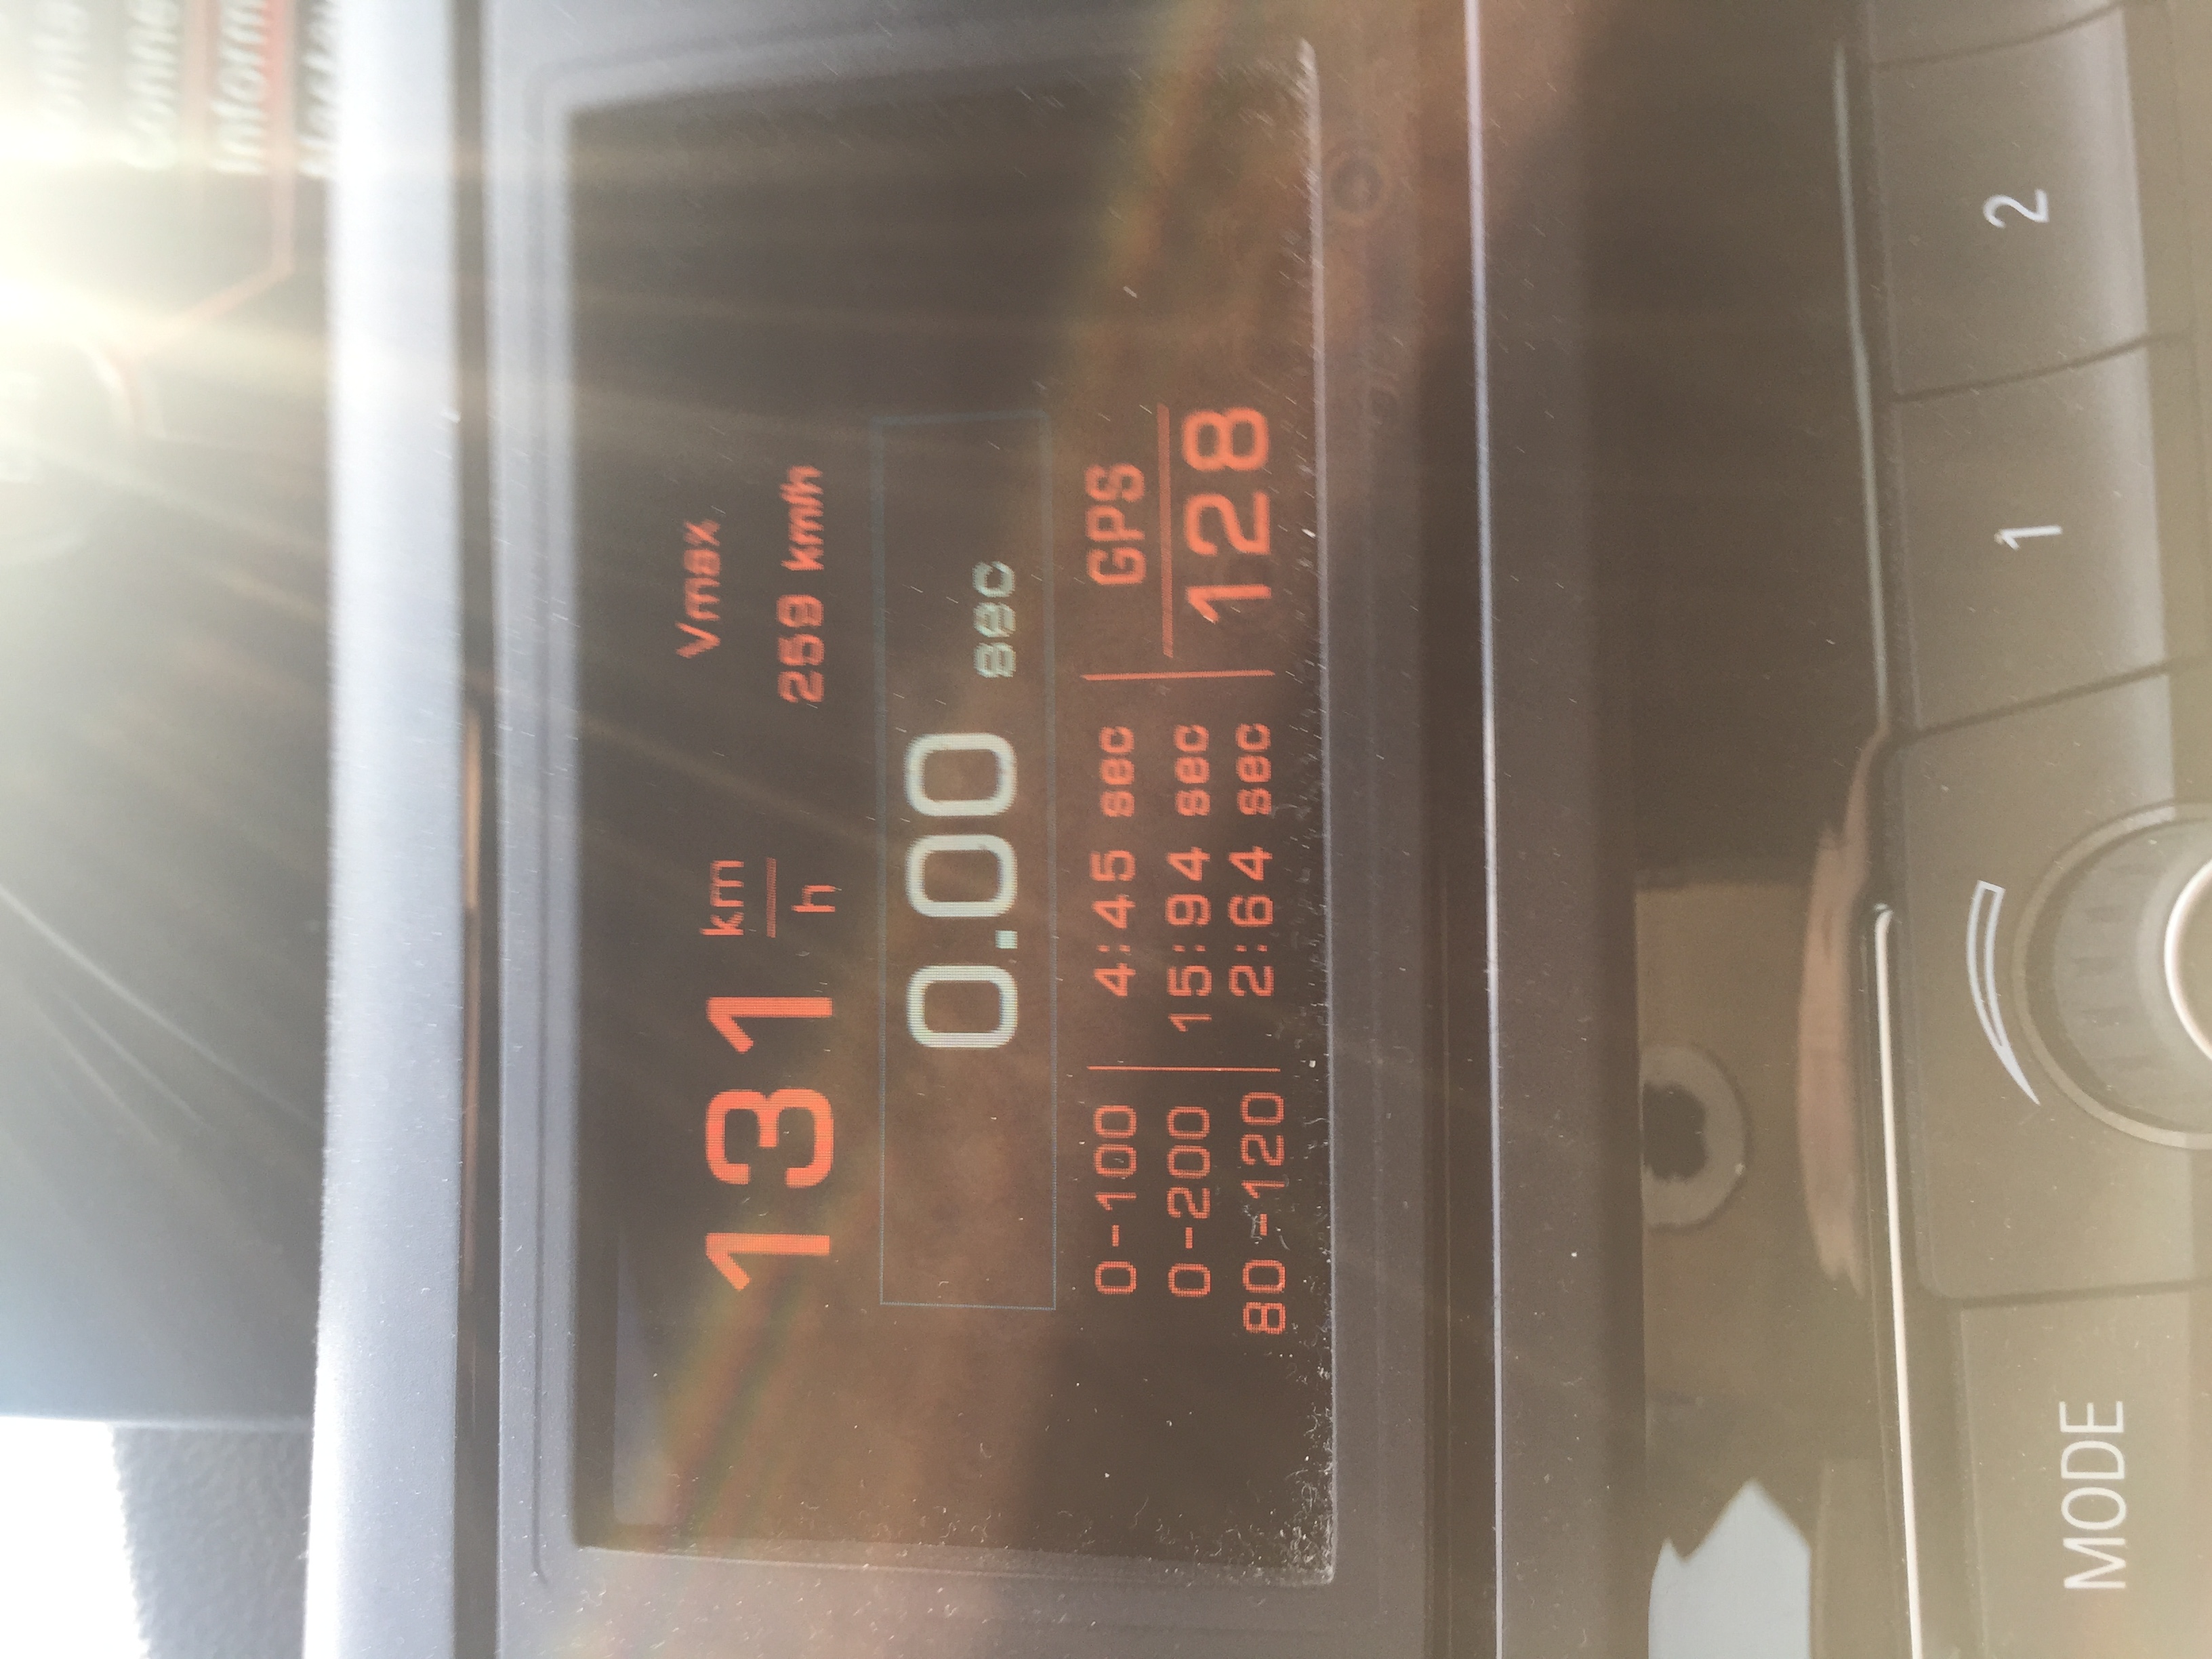 131 km/h
Vmax
259 km/h
0.00 sec
0-100 4:45 sec
0-200 15:94 sec
80-120 2:64 sec
GPS
128
MODE
1
2